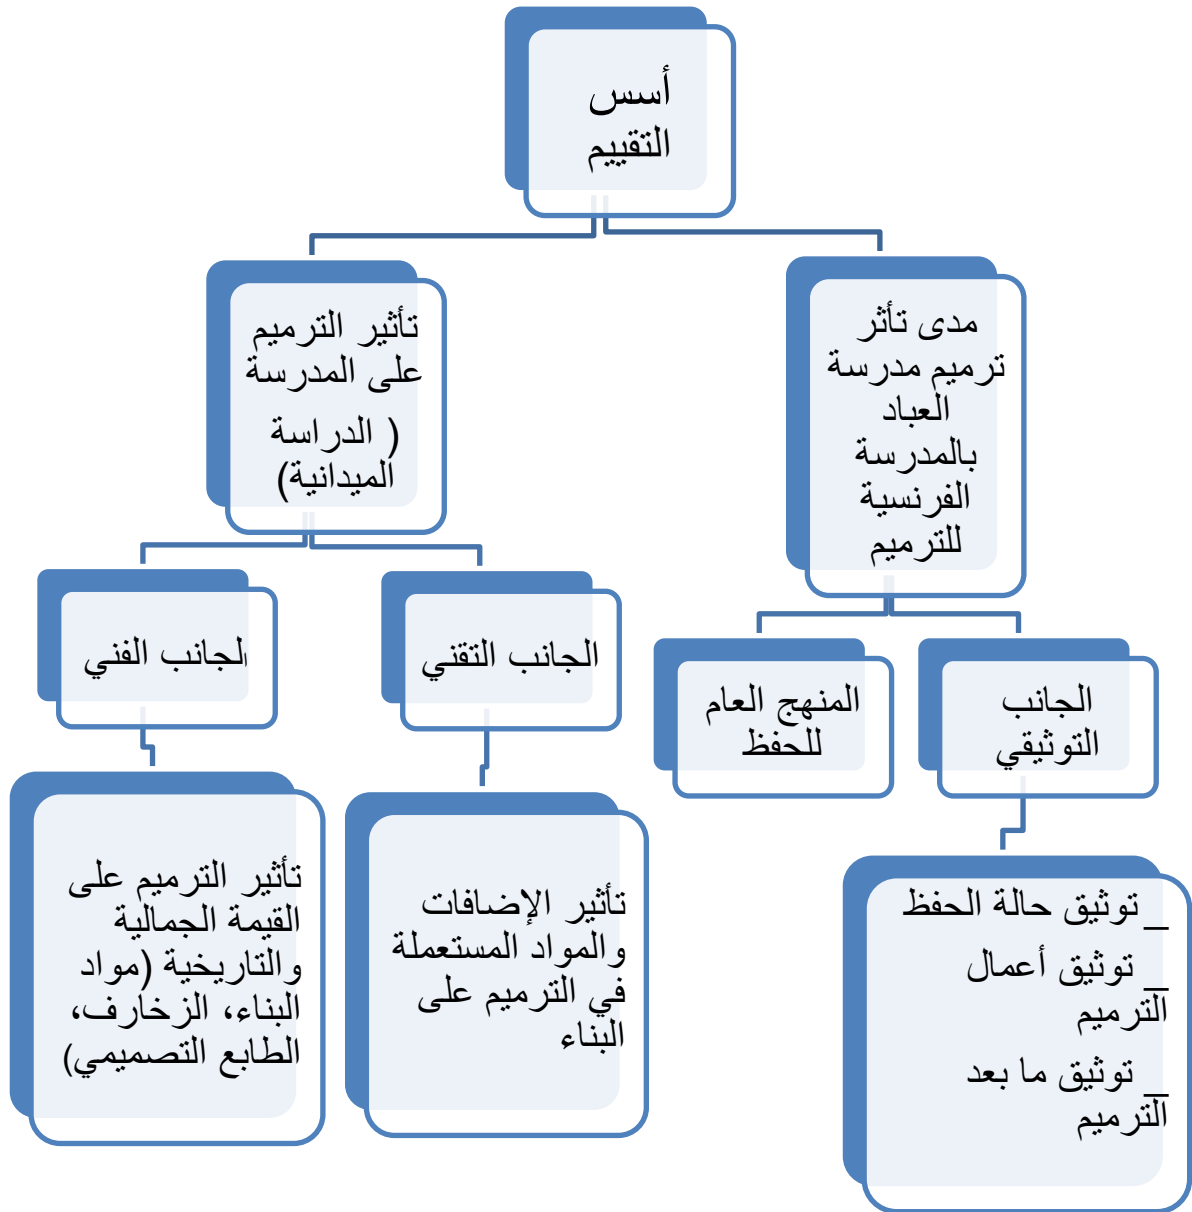 أسس
التقييم
مدى تأثر
ترميم مدرسة
العباد
بالمدرسة
الفرنسية
للترميم
تأثير الترميم
على المدرسة
( الدراسة
الميدانية)
الجانب
التوثيقي
المنهج العام
للحفظ
الجانب التقني
الجانب الفني
_ توثيق حالة الحفظ
_ توثيق أعمال
الترميم
_ توثيق ما بعد
الترميم
تأثير الإضافات
والمواد المستعملة
في الترميم على
البناء
تأثير الترميم على
القيمة الجمالية
والتاريخية (مواد
البناء، الزخارف،
الطابع التصميمي)